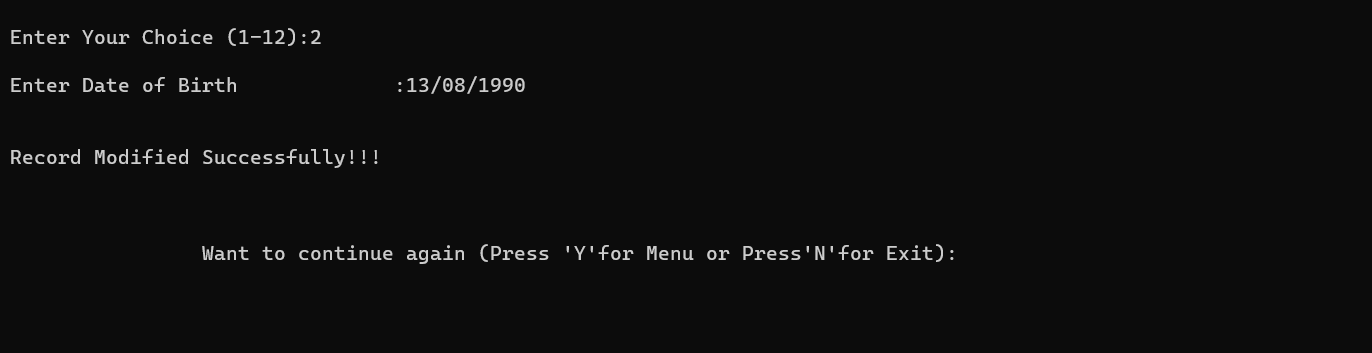 Enter Your Choice (1-12):2
Enter Date of Birth             :13/08/1990
Record Modified Successfully!!!
Want to continue again (Press 'Y'for Menu or Press'N'for Exit):